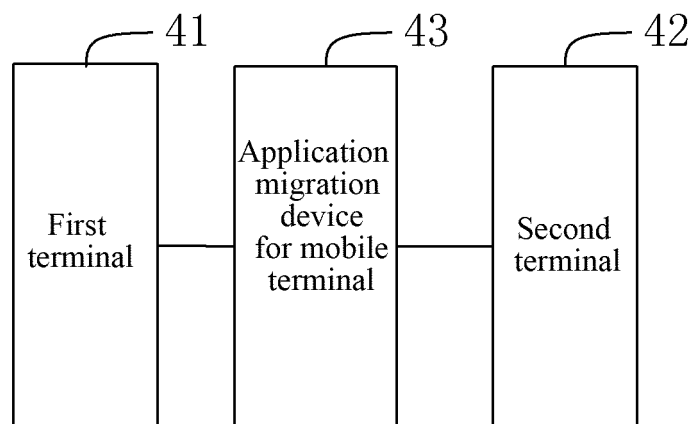 41
43
42
First
terminal
Application
migration
device
for mobile
terminal
Second
terminal